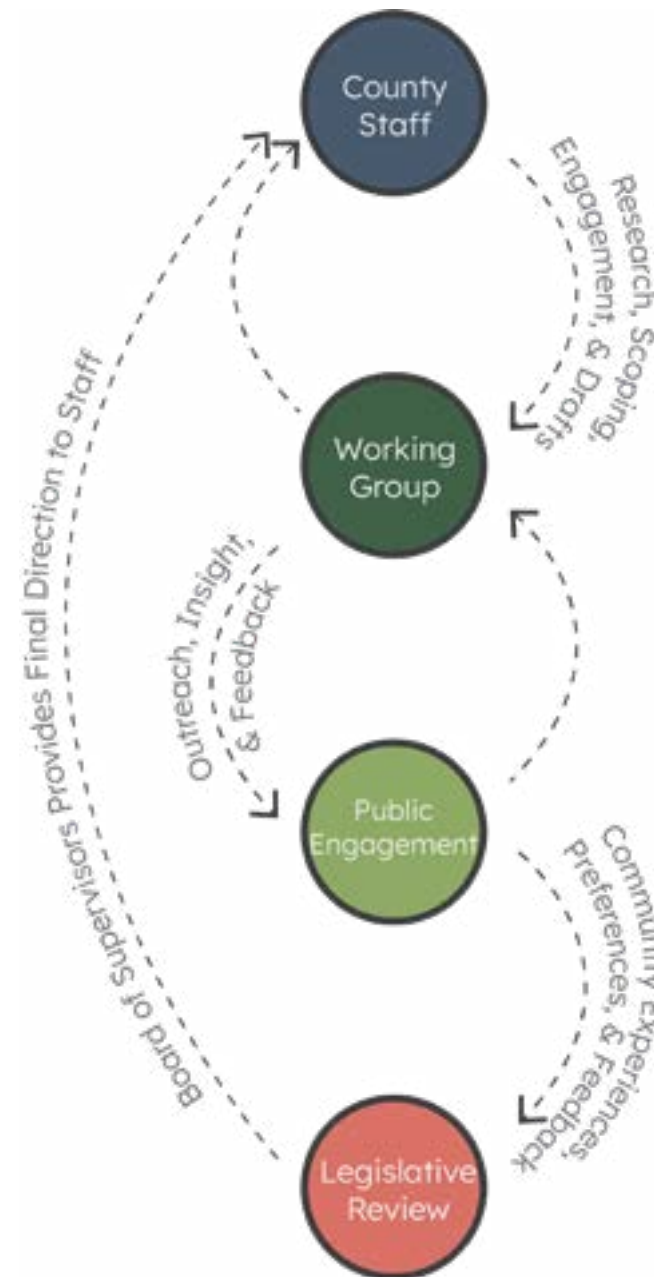 County
Staff
Research, Scoping,
Engagement, & Drafts
Working
Group
Outreach, Insight,
& Feedback
Board of Supervisors Provides Final Direction to Staff
Public
Engagement
Community Experiences,
Preferences, & Feedback
Legislative
Review